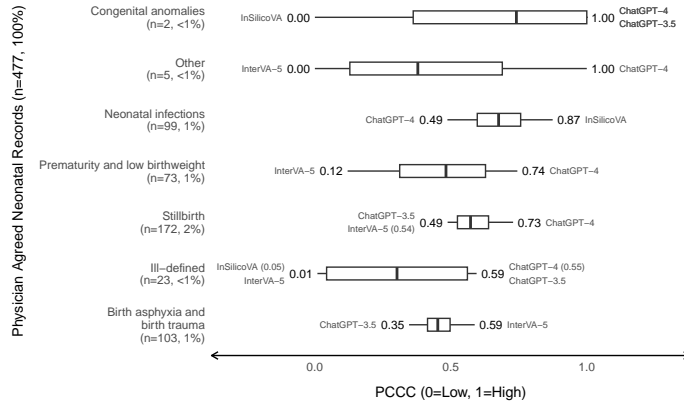 Physician Agreed Neonatal Records (n=477, 100%)
Congenital anomalies
(n=2, <1%)
InSilicoVA 0.00
1.00 ChatGPT−4
ChatGPT−3.5
Other
(n=5, <1%)
InterVA−5 0.00
1.00 ChatGPT−4
Neonatal infections
(n=99, 1%)
ChatGPT−4 0.49
0.87 InSilicoVA
Prematurity and low birthweight
(n=73, 1%)
InterVA−5 0.12
0.74 ChatGPT−4
Stillbirth
(n=172, 2%)
ChatGPT−3.5
InterVA−5 (0.54) 0.49
0.73 ChatGPT−4
Ill−defined
(n=23, <1%)
InSilicoVA (0.05)
InterVA−5 0.01
0.59 ChatGPT−4 (0.55)
ChatGPT−3.5
Birth asphyxia and
birth trauma
(n=103, 1%)
ChatGPT−3.5 0.35
0.59 InterVA−5
0.0 0.5 1.0
PCCC (0=Low, 1=High)